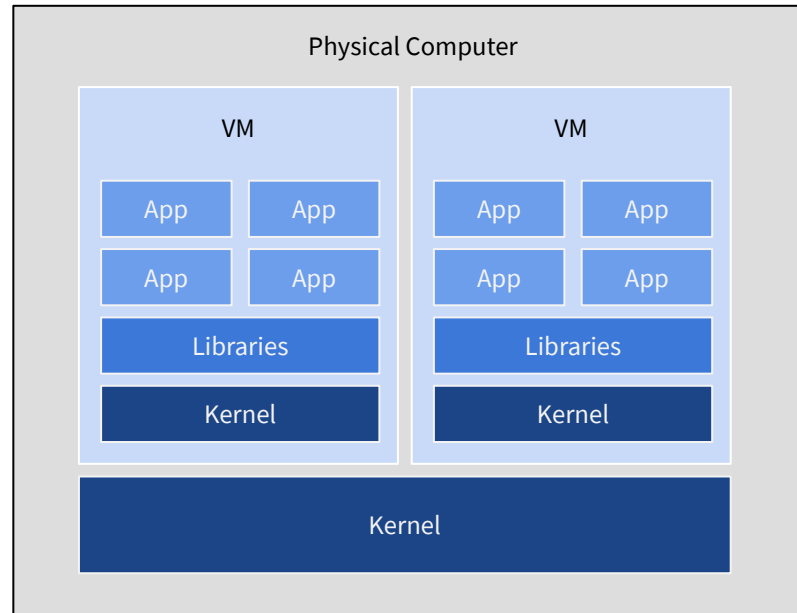 Physical Computer
VM
App App
App App
Libraries
Kernel
VM
App App
App App
Libraries
Kernel
Kernel